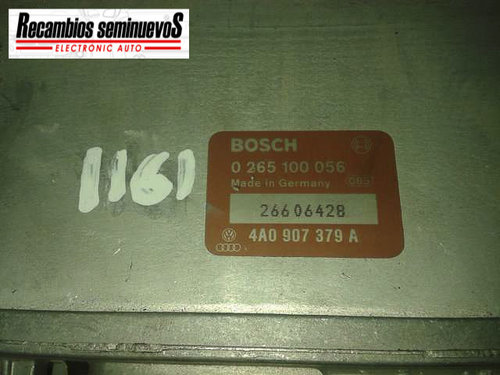 Recambios seminuevoS
ELECTRONIC AUTO
1161
BOSCH
0 265 100 056
Made in Germany
26606428
4A0 907 379 A